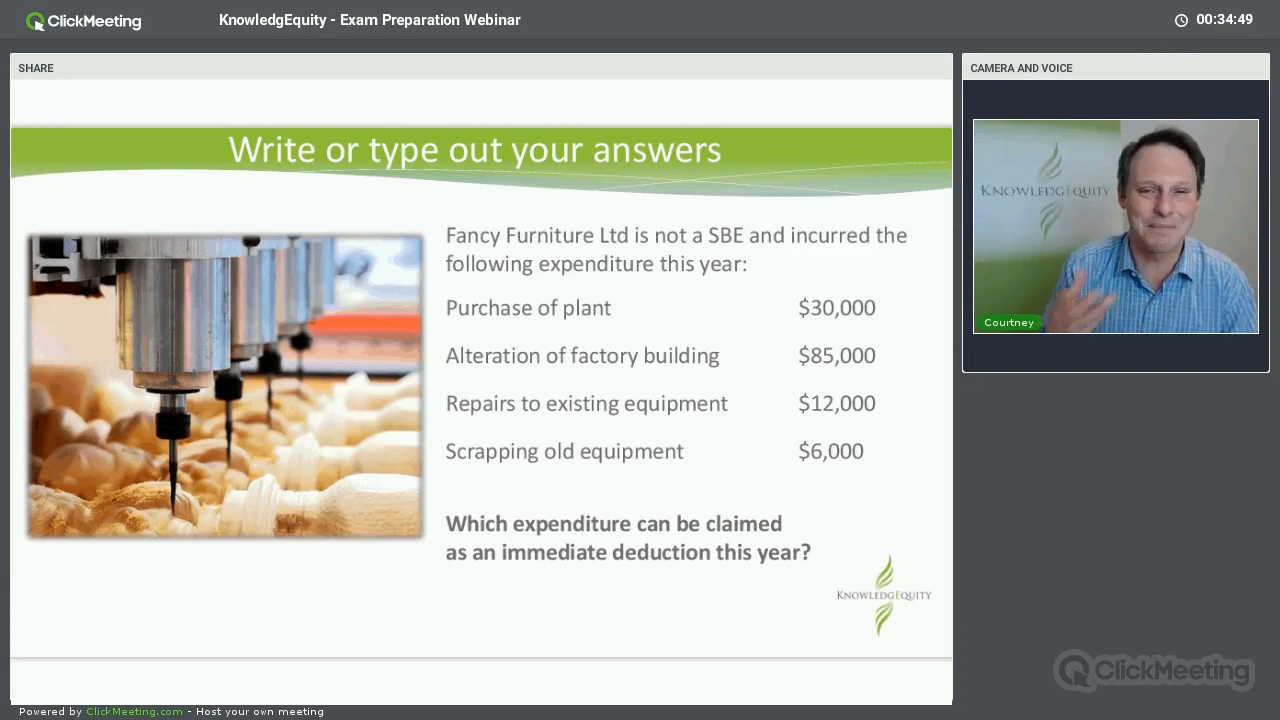 ClickMeeting
KnowledgEquity - Exam Preparation Webinar
00:34:49
SHARE
CAMERA AND VOICE
Write or type out your answers
KNOWLEDGEQUITY
Courtney
Fancy Furniture Ltd is not a SBE and incurred the
following expenditure this year:
Purchase of plant $30,000
Alteration of factory building $85,000
Repairs to existing equipment $12,000
Scrapping old equipment $6,000
Which expenditure can be claimed
as an immediate deduction this year?
KNOWLEDGEQUITY
ClickMeeting
Powered by ClickMeeting.com - Host your own meeting